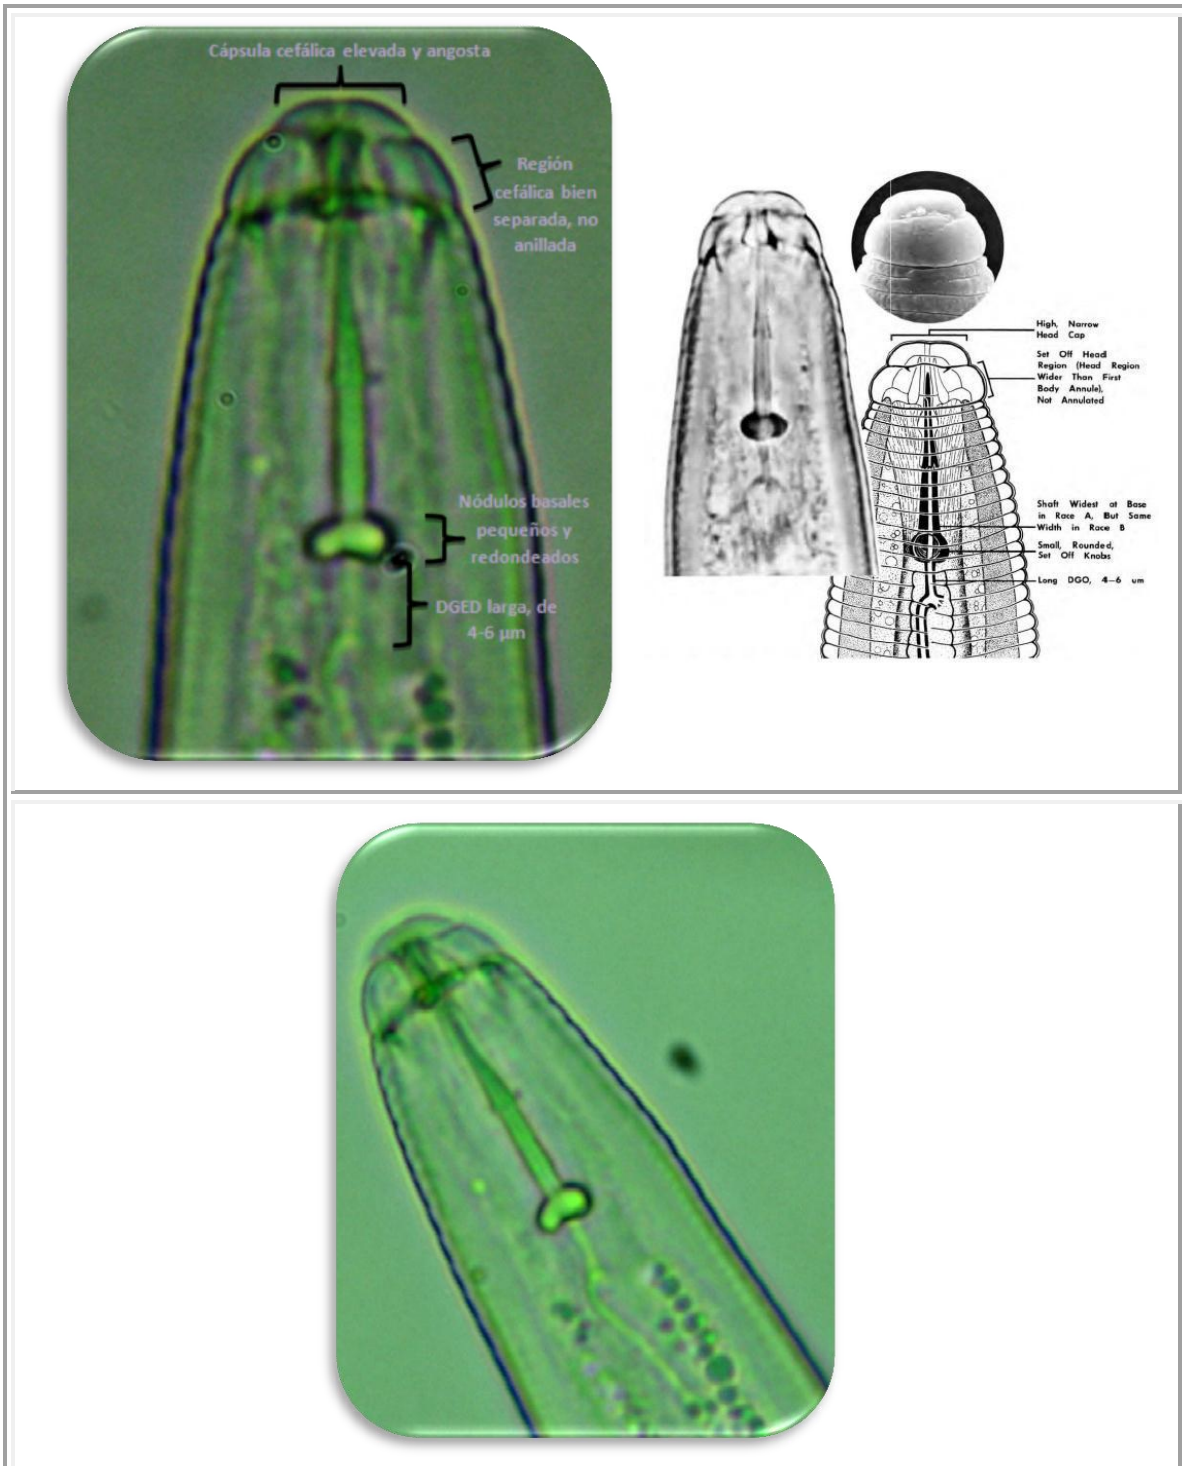 Cápsula cefálica elevada y angosta
Región
cefálica bien
separada, no
anillada
Nódulos basales
pequeños y
redondeados
DGED larga, de
4-6 µm
High, Narrow
Head Cap
Set Off Head
Region (Head Region
Wider Than First
Body Annule),
Not Annulated
Shaft Widest at Base
in Race A, But Same
Width in Race B
Small, Rounded,
Set Off Knobs
Long DGO, 4–6 um